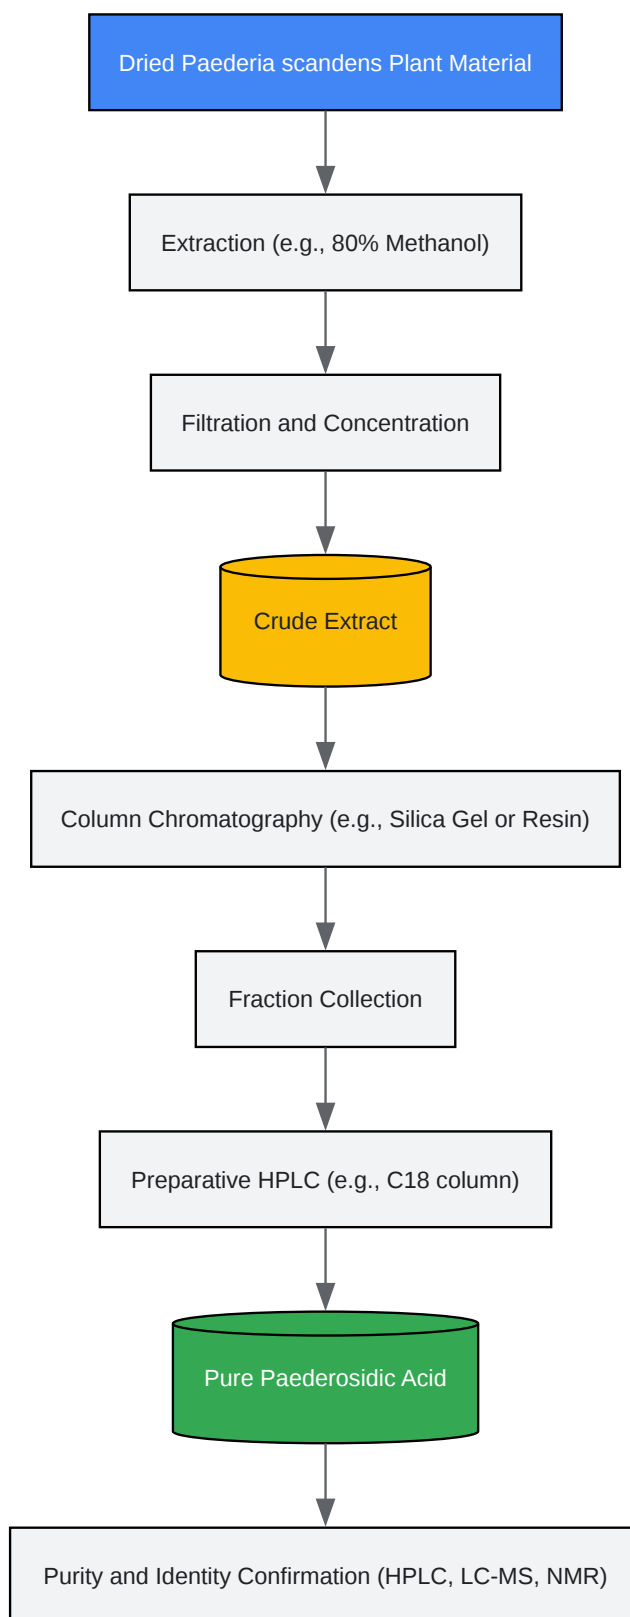 Dried Paederia scandens Plant Material
Extraction (e.g., 80% Methanol)
Filtration and Concentration
Crude Extract
Column Chromatography (e.g., Silica Gel or Resin)
Fraction Collection
Preparative HPLC (e.g., C18 column)
Pure Paederosidic Acid
Purity and Identity Confirmation (HPLC, LC-MS, NMR)